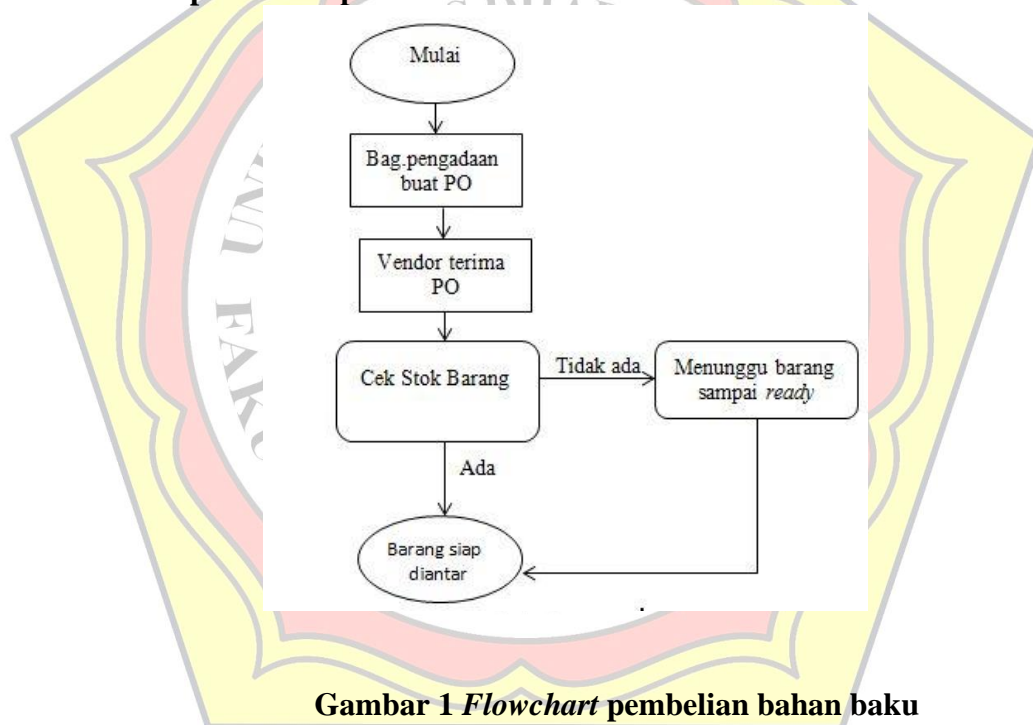 Mulai
Bag.pengadaan
buat PO
Vendor terima
PO
Cek Stok Barang
Tidak ada
Menunggu barang
sampai ready
Ada
Barang siap
diantar
Gambar 1 Flowchart pembelian bahan baku